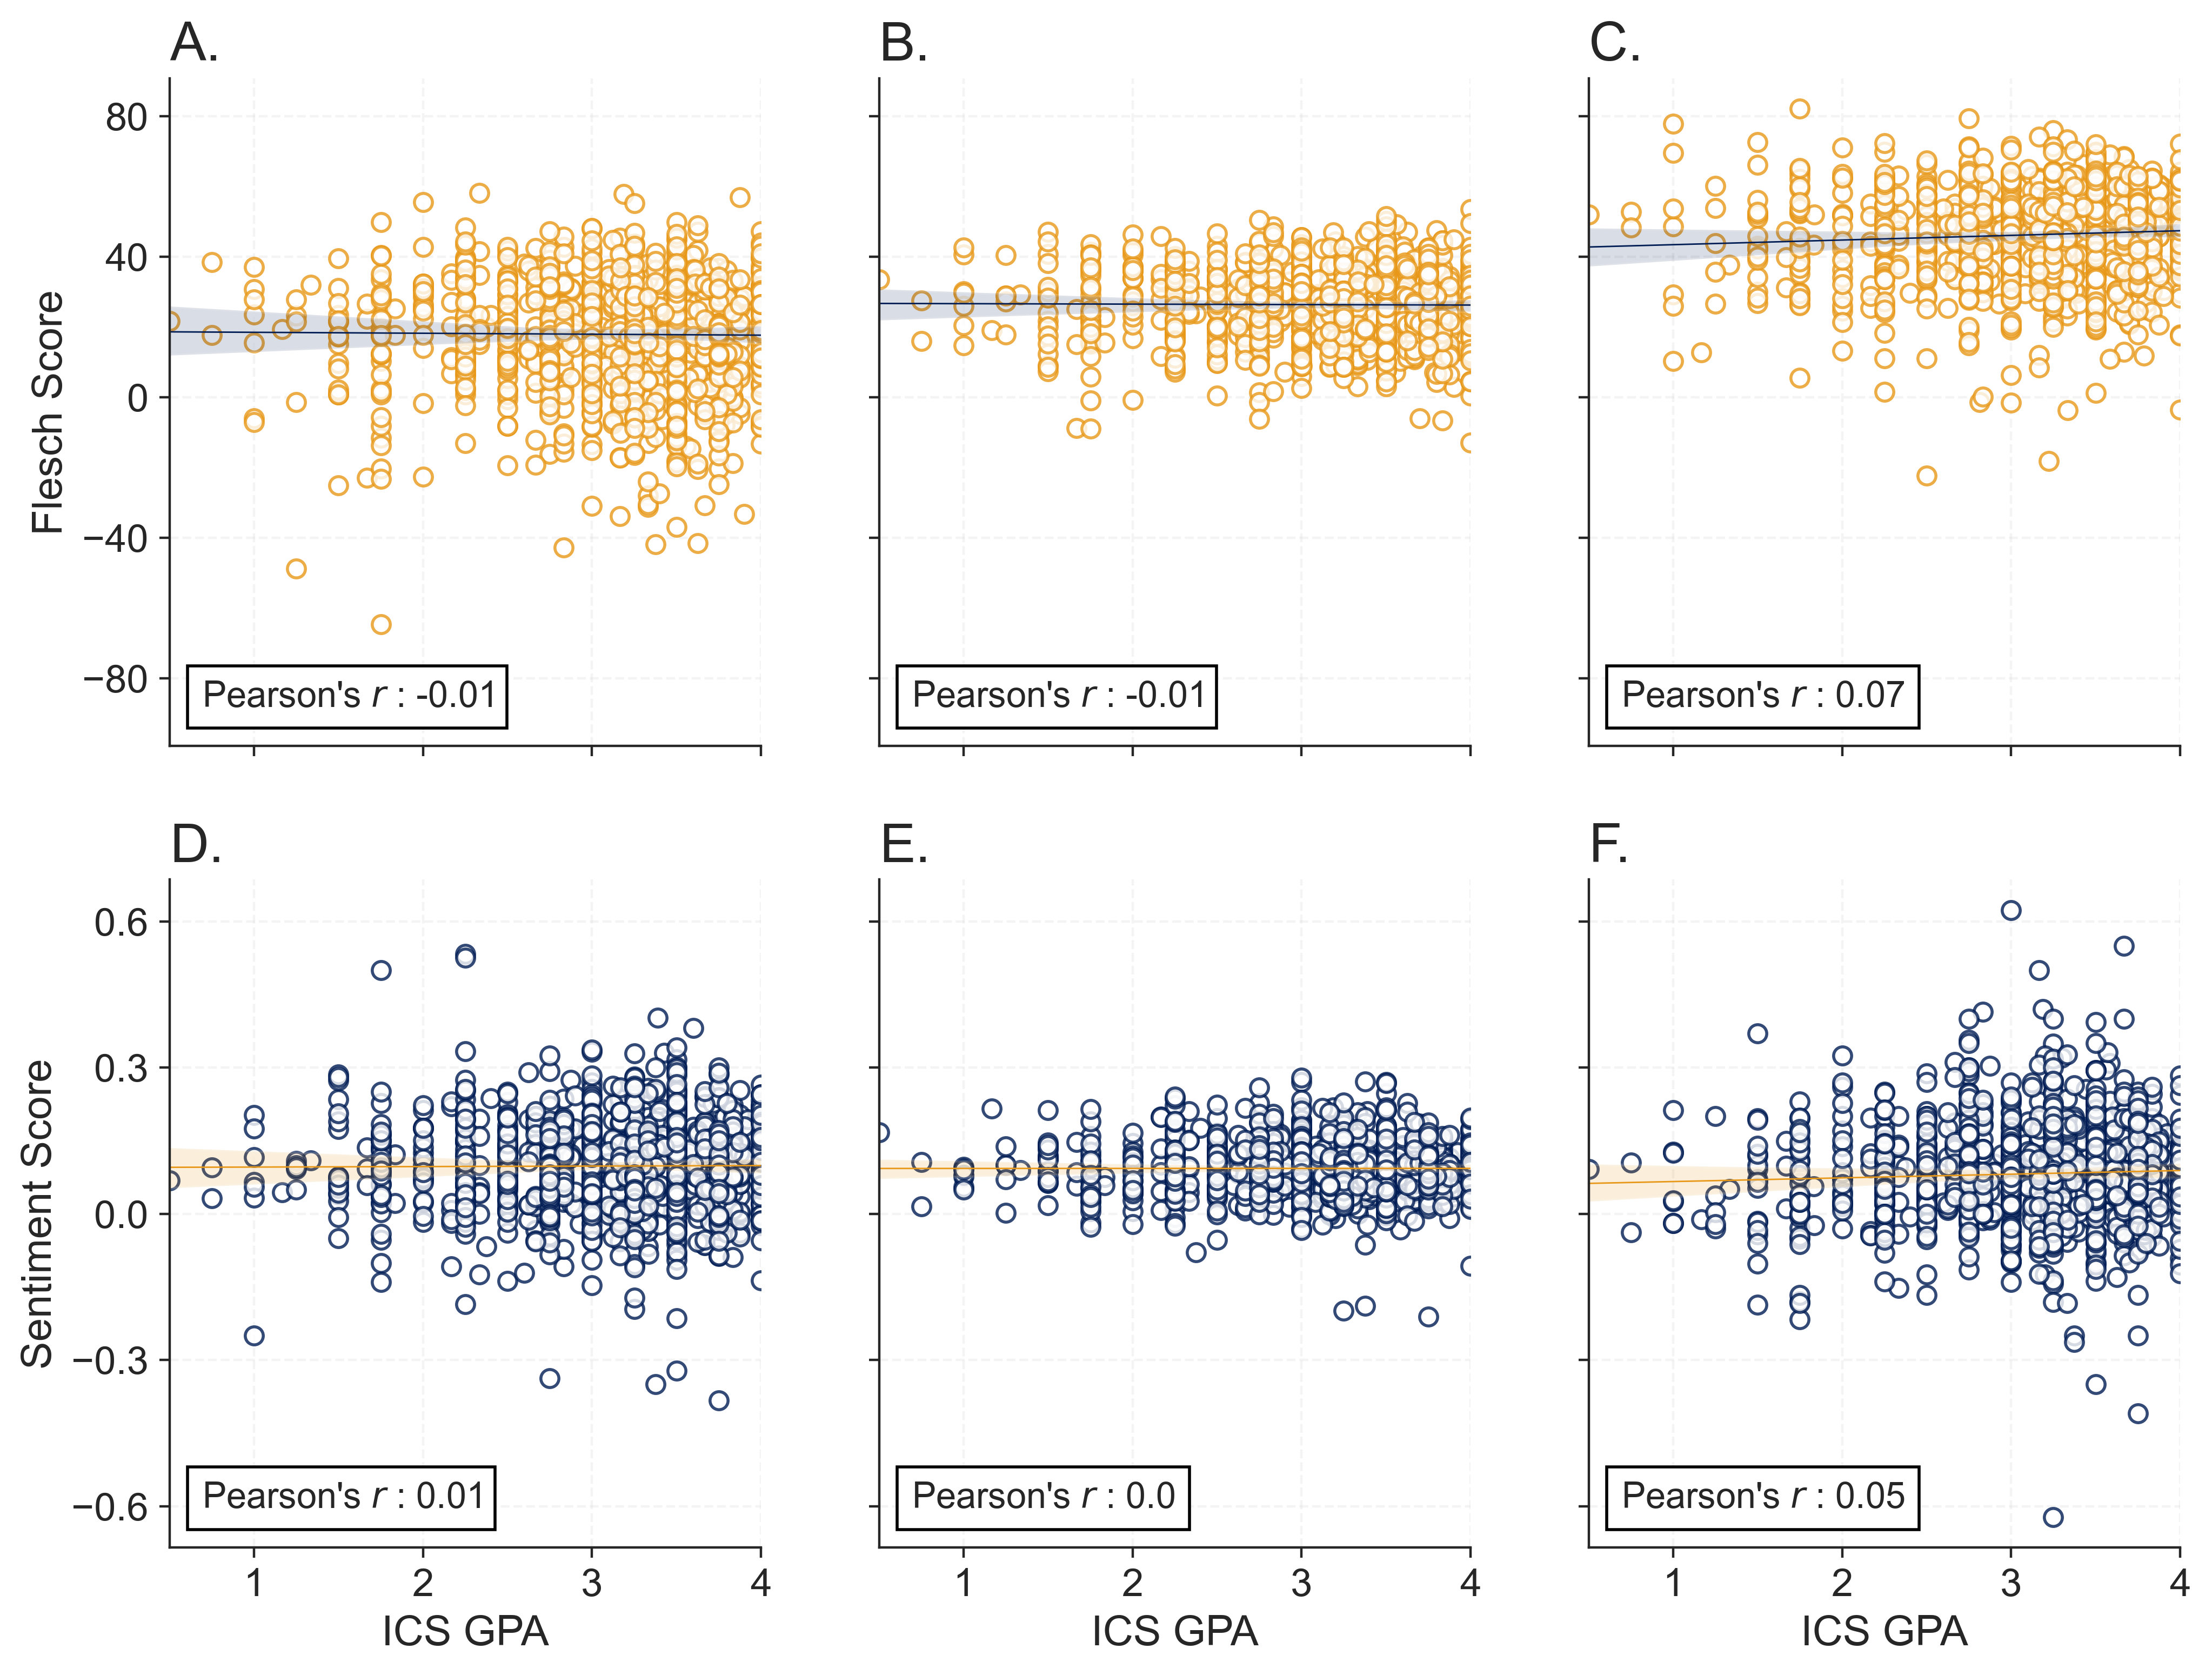 A.
B.
C.
80
40
0
−40
−80
Flesch Score
Pearson's r : -0.01
Pearson's r : -0.01
Pearson's r : 0.07
D.
E.
F.
0.6
0.3
0.0
−0.3
−0.6
Sentiment Score
Pearson's r : 0.01
Pearson's r : 0.0
Pearson's r : 0.05
1 2 3 4
1 2 3 4
1 2 3 4
ICS GPA
ICS GPA
ICS GPA